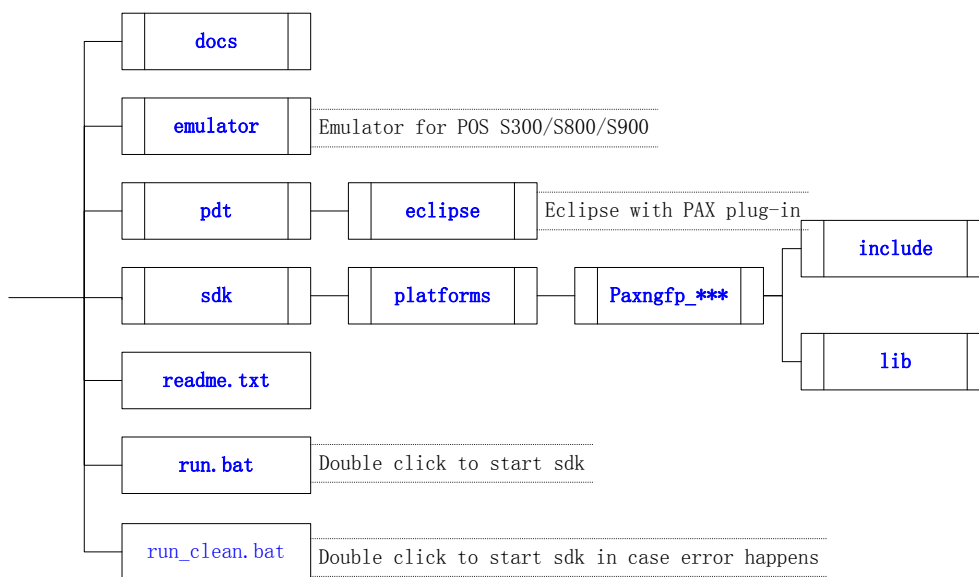 docs
emulator
Emulator for POS S300/S800/S900
pdt
eclipse
Eclipse with PAX plug-in
include
sdk
platforms
Paxngfp_***
lib
readme.txt
run.bat
Double click to start sdk
run_clean.bat
Double click to start sdk in case error happens